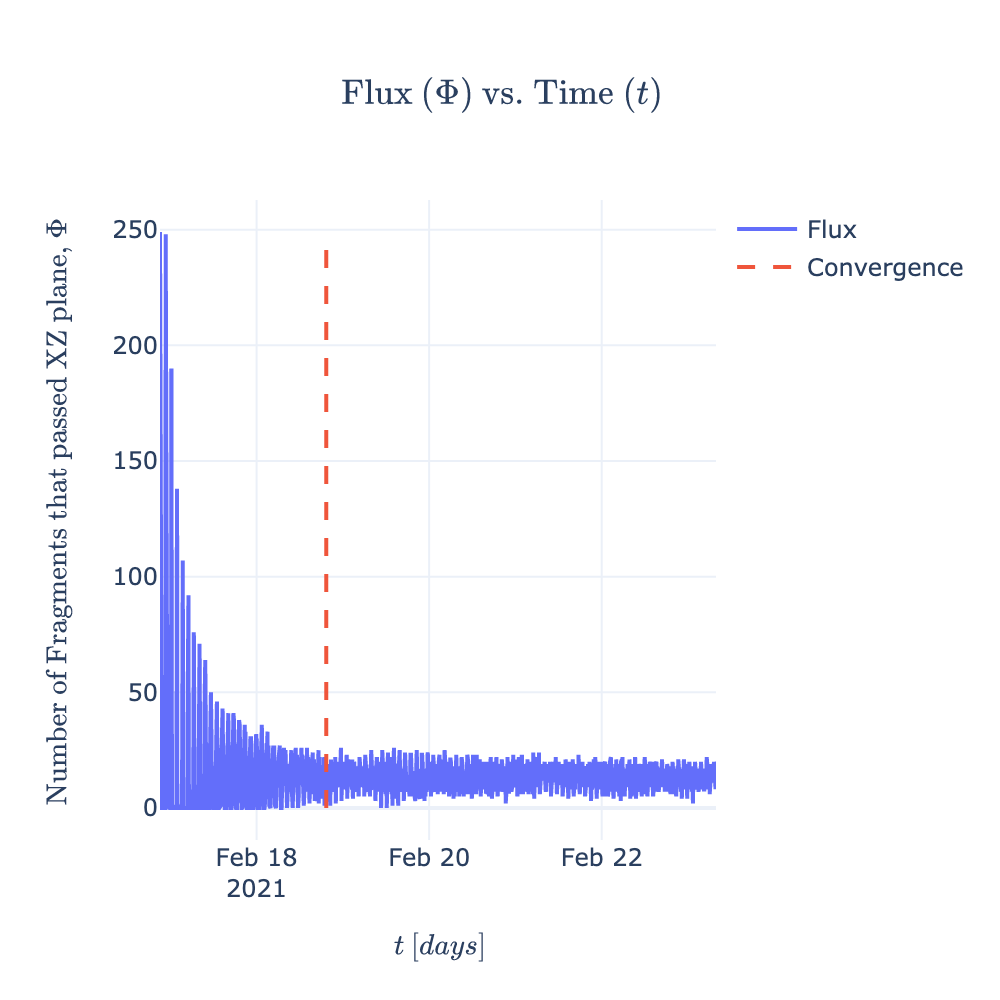 Flux (Φ) vs. Time (t)
Number of Fragments that passed XZ plane, Φ
250
200
150
100
50
0
Feb 18
2021
Feb 20
Feb 22
t [days]
Flux
Convergence